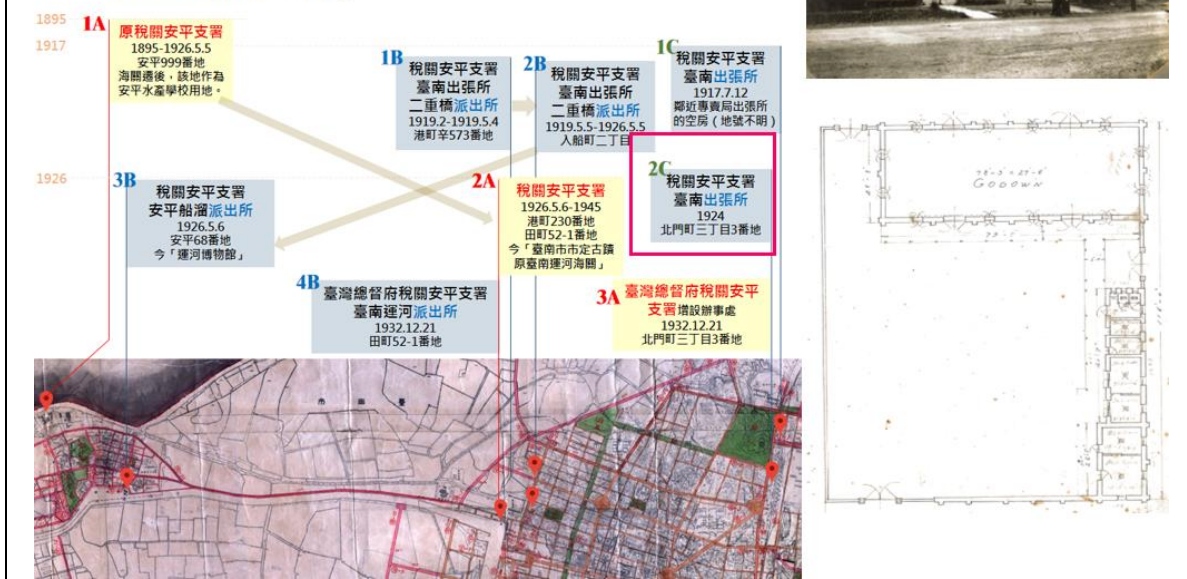 1895
1917
1926
1A
原稅關安平支署
1895-1926.5.5
安平999番地
海關遷後，該地作為
安平水產學校用地。
1B
稅關安平支署
臺南出張所
二重橋派出所
1919.2-1919.5.4
港町辛573番地
2B
稅關安平支署
臺南出張所
二重橋派出所
1919.5.5-1926.5.5
入船町二丁目
1C
稅關安平支署
臺南出張所
1917.7.12
鄰近專賣局出張所
的空房（地號不明）
3B
稅關安平支署
安平船溜派出所
1926.5.6
安平68番地
今「運河博物館」
2A
稅關安平支署
1926.5.6-1945
港町230番地
田町52-1番地
今「臺南市市定古蹟
原臺南運河海關」
2C
稅關安平支署
臺南出張所
1924
北門町三丁目3番地
4B
臺灣總督府稅關安平支署
臺南運河派出所
1932.12.21
田町52-1番地
3A
臺灣總督府稅關安平
支署增設辦事處
1932.12.21
北門町三丁目3番地
市南臺
GODOWN